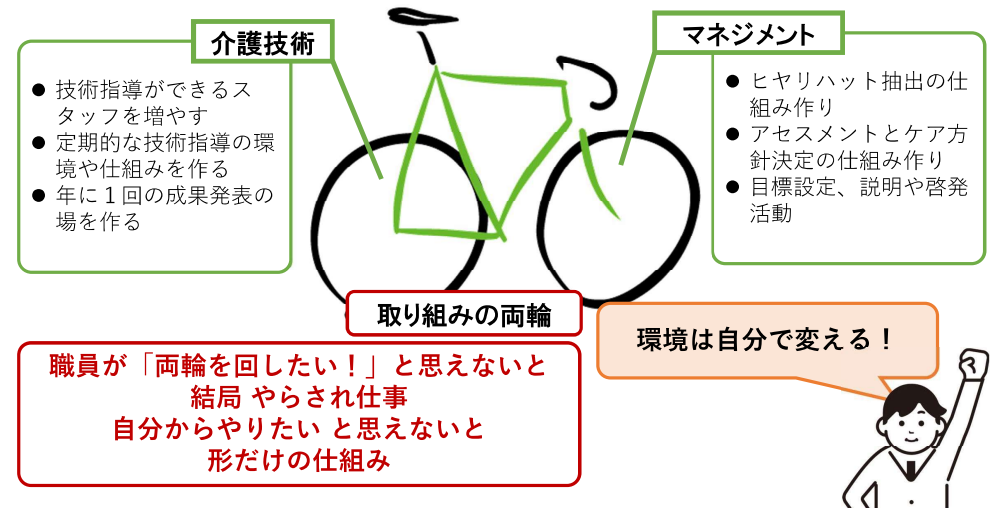 介護技術
● 技術指導ができるス
タッフを増やす
● 定期的な技術指導の環
境や仕組みを作る
● 年に１回の成果発表の
場を作る
マネジメント
● ヒヤリハット抽出の仕
組み作り
● アセスメントとケア方
針決定の仕組み作り
● 目標設定、説明や啓発
活動
取り組みの両輪
職員が「両輪を回したい！」と思えないと
結局 やらされ仕事
自分からやりたい と思えないと
形だけの仕組み
環境は自分で変える！